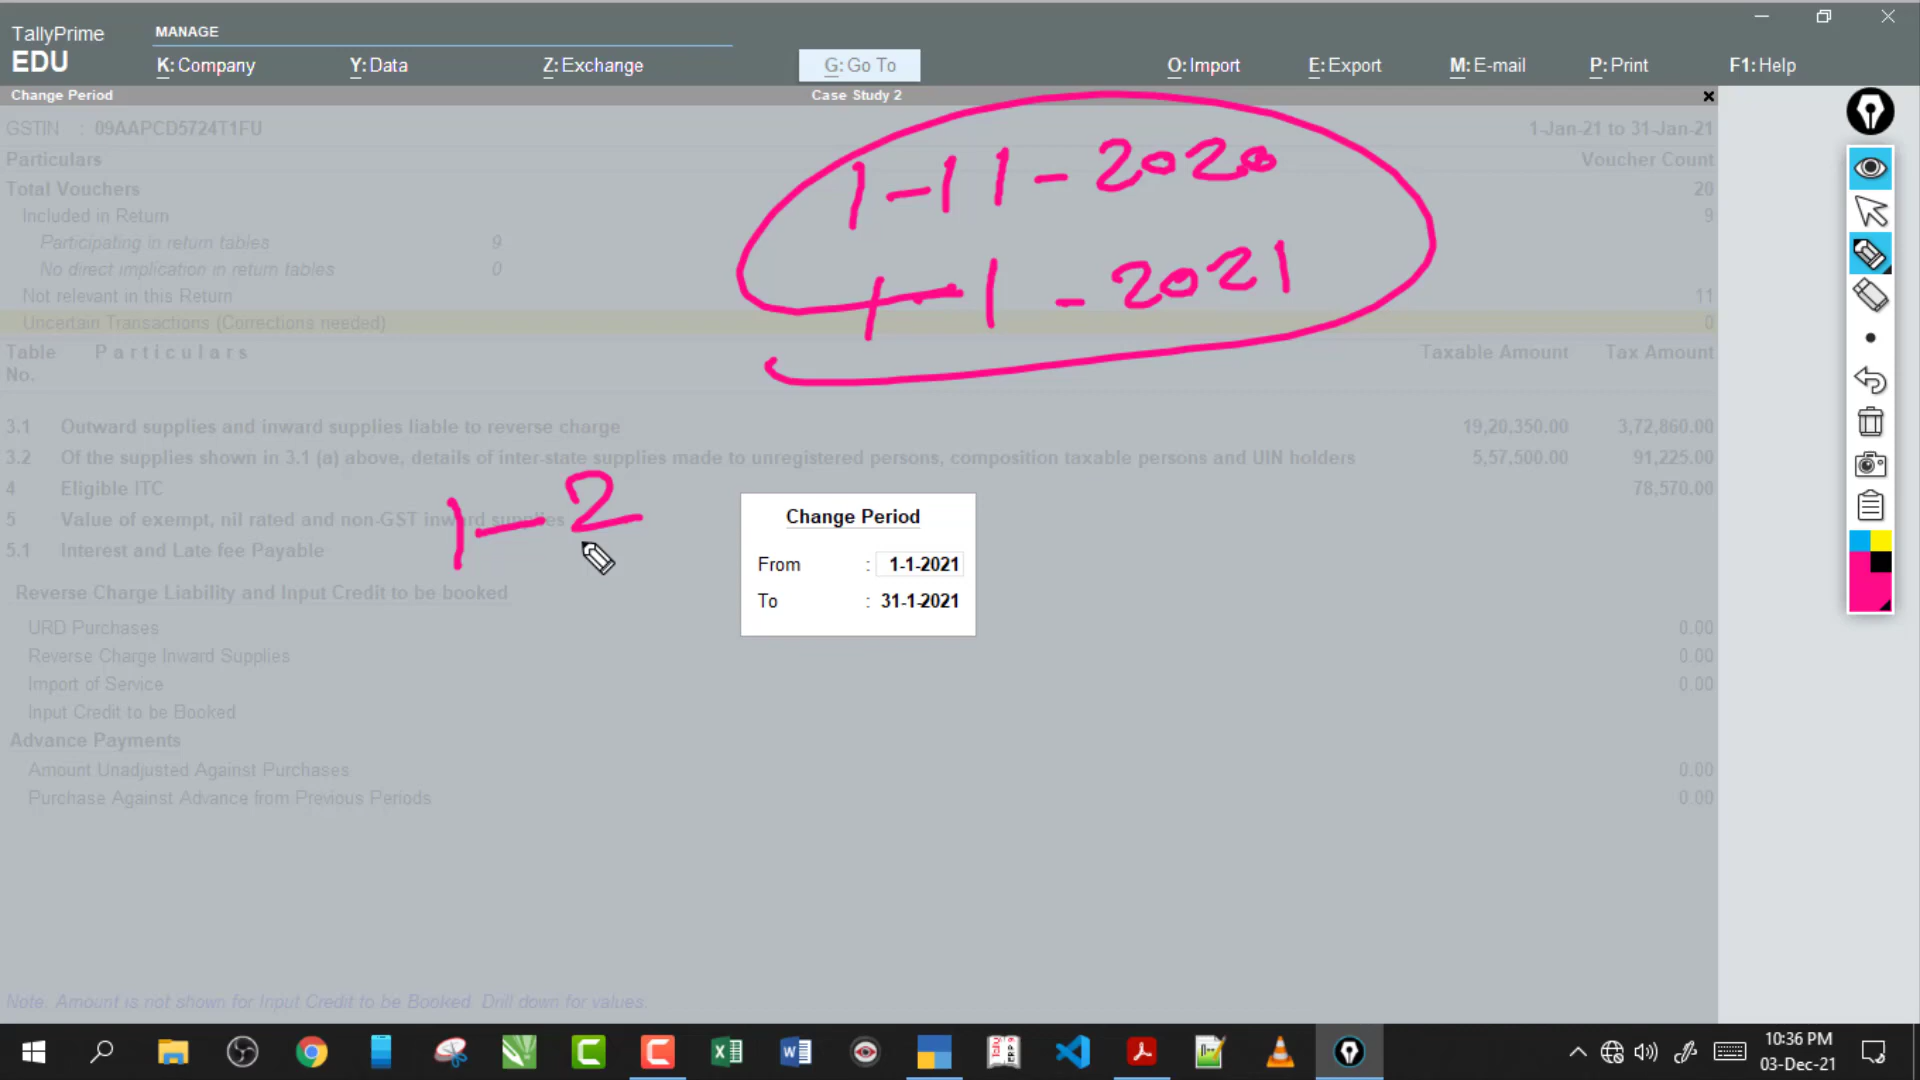 TallyPrime
EDU
MANAGE
K: Company
Y: Data
Z: Exchange
G: Go To
O: Import
E: Export
M: E-mail
P: Print
F1: Help
Change Period
Case Study 2
GSTIN : 09AAPCD5724T1FU
1-Jan-21 to 31-Jan-21
Particulars
Voucher Count
Total Vouchers 20
Included in Return 9
Participating in return tables 9
No direct implication in return tables 0
Not relevant in this Return 11
Uncertain Transactions (Corrections needed) 0
Table No. Particulars Taxable Amount Tax Amount
1-11-2020
1-1-2021
3.1 Outward supplies and inward supplies liable to reverse charge 19,20,350.00 3,72,860.00
3.2 Of the supplies shown in 3.1 (a) above, details of inter-state supplies made to unregistered persons, composition taxable persons and UIN holders 5,57,500.00 91,225.00
4 Eligible ITC 78,570.00
5 Value of exempt, nil rated and non-GST inward supplies
5.1 Interest and Late fee Payable
1-2
Change Period
From : 1-1-2021
To : 31-1-2021
Reverse Charge Liability and Input Credit to be booked
URD Purchases 0.00
Reverse Charge Inward Supplies 0.00
Import of Service 0.00
Input Credit to be Booked
Advance Payments
Amount Unadjusted Against Purchases 0.00
Purchase Against Advance from Previous Periods 0.00
Note: Amount is not shown for Input Credit to be Booked. Drill down for values.
10:36 PM
03-Dec-21